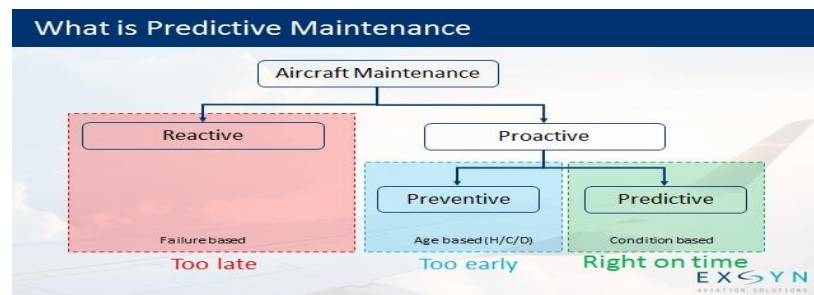 What is Predictive Maintenance
Aircraft Maintenance
Reactive
Proactive
Preventive
Predictive
Failure based
Age based (H/C/D)
Condition based
Too late
Too early
Right on time
EXSYN
AVIATION SOLUTIONS